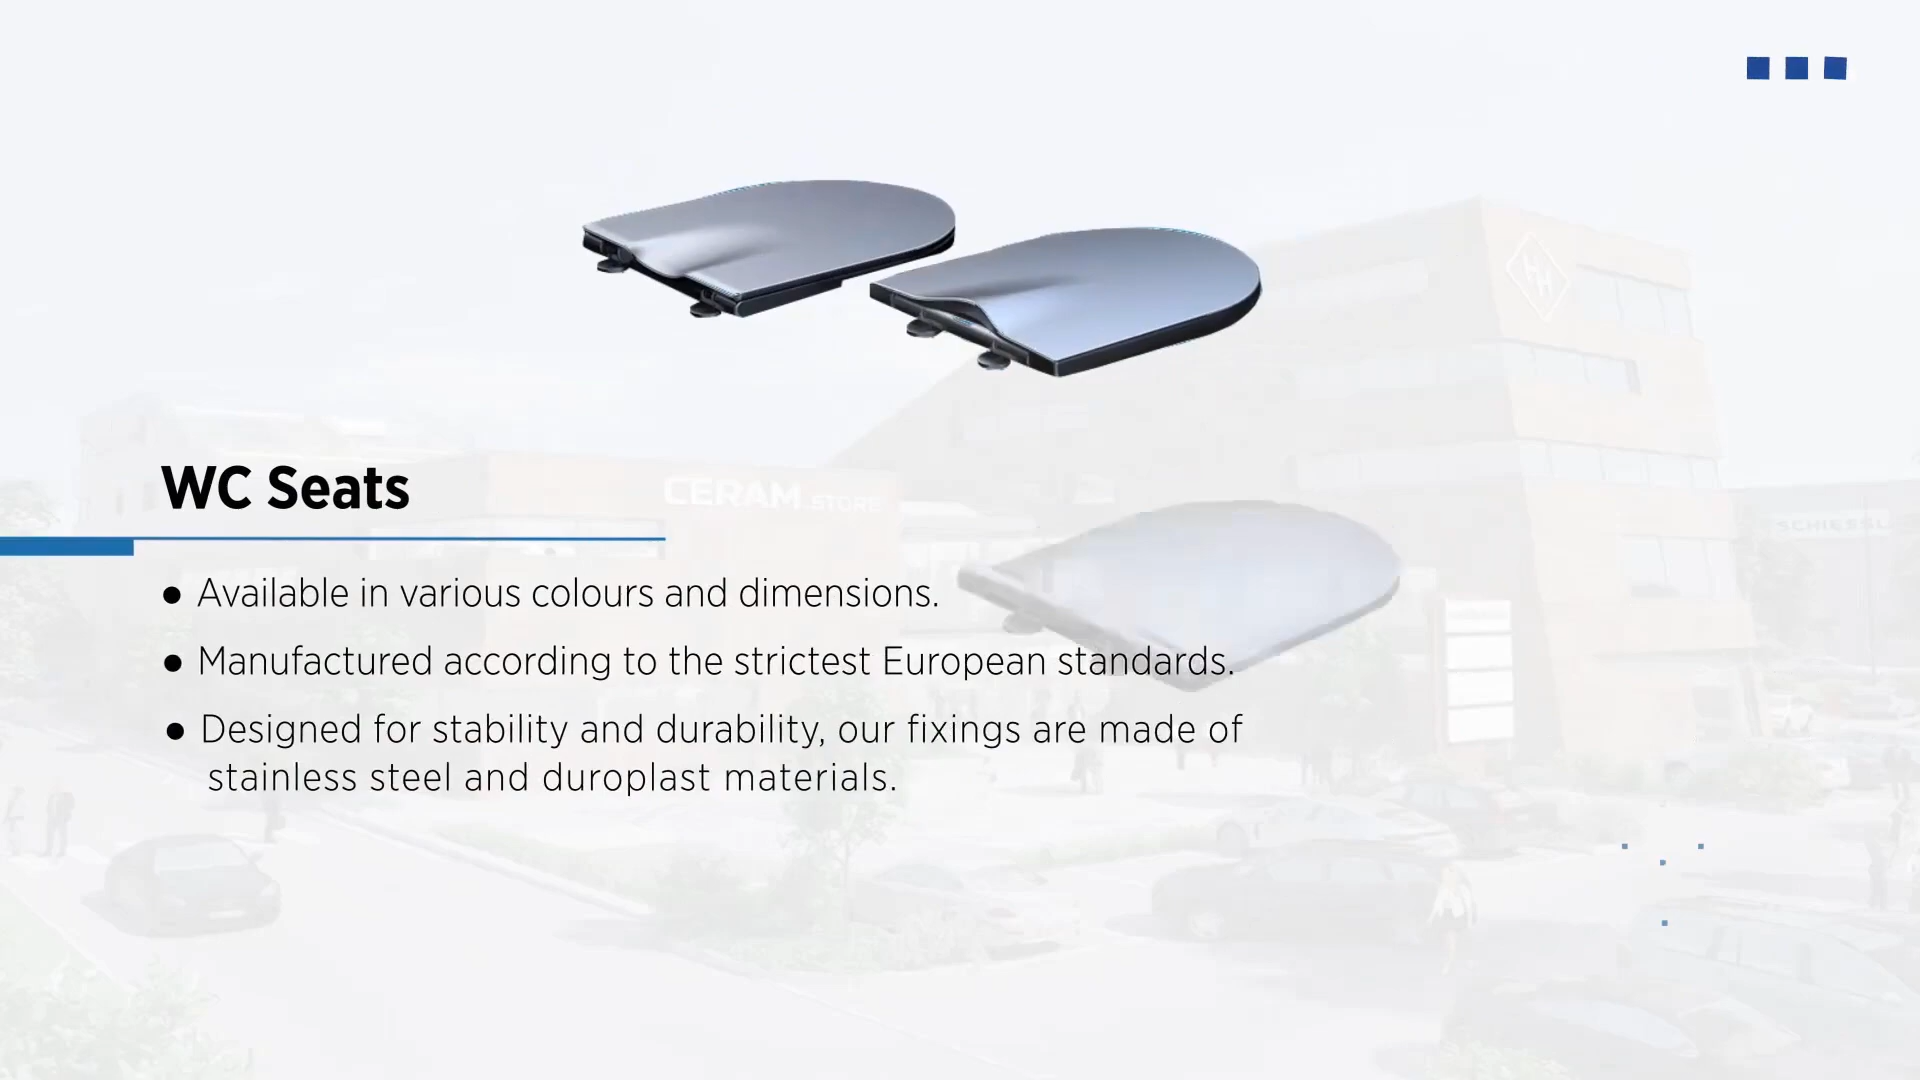 WC Seats
CERAM.STORE
SCHIESSL
● Available in various colours and dimensions.
● Manufactured according to the strictest European standards.
● Designed for stability and durability, our fixings are made of
stainless steel and duroplast materials.